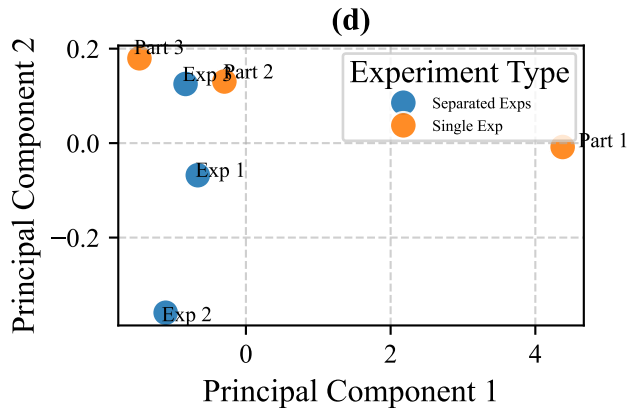 (d)
Principal Component 2
0.2
0.0
−0.2
Part 3
Exp 3
Part 2
Exp 1
Exp 2
Part 1
Experiment Type
Separated Exps
Single Exp
0
2
4
Principal Component 1